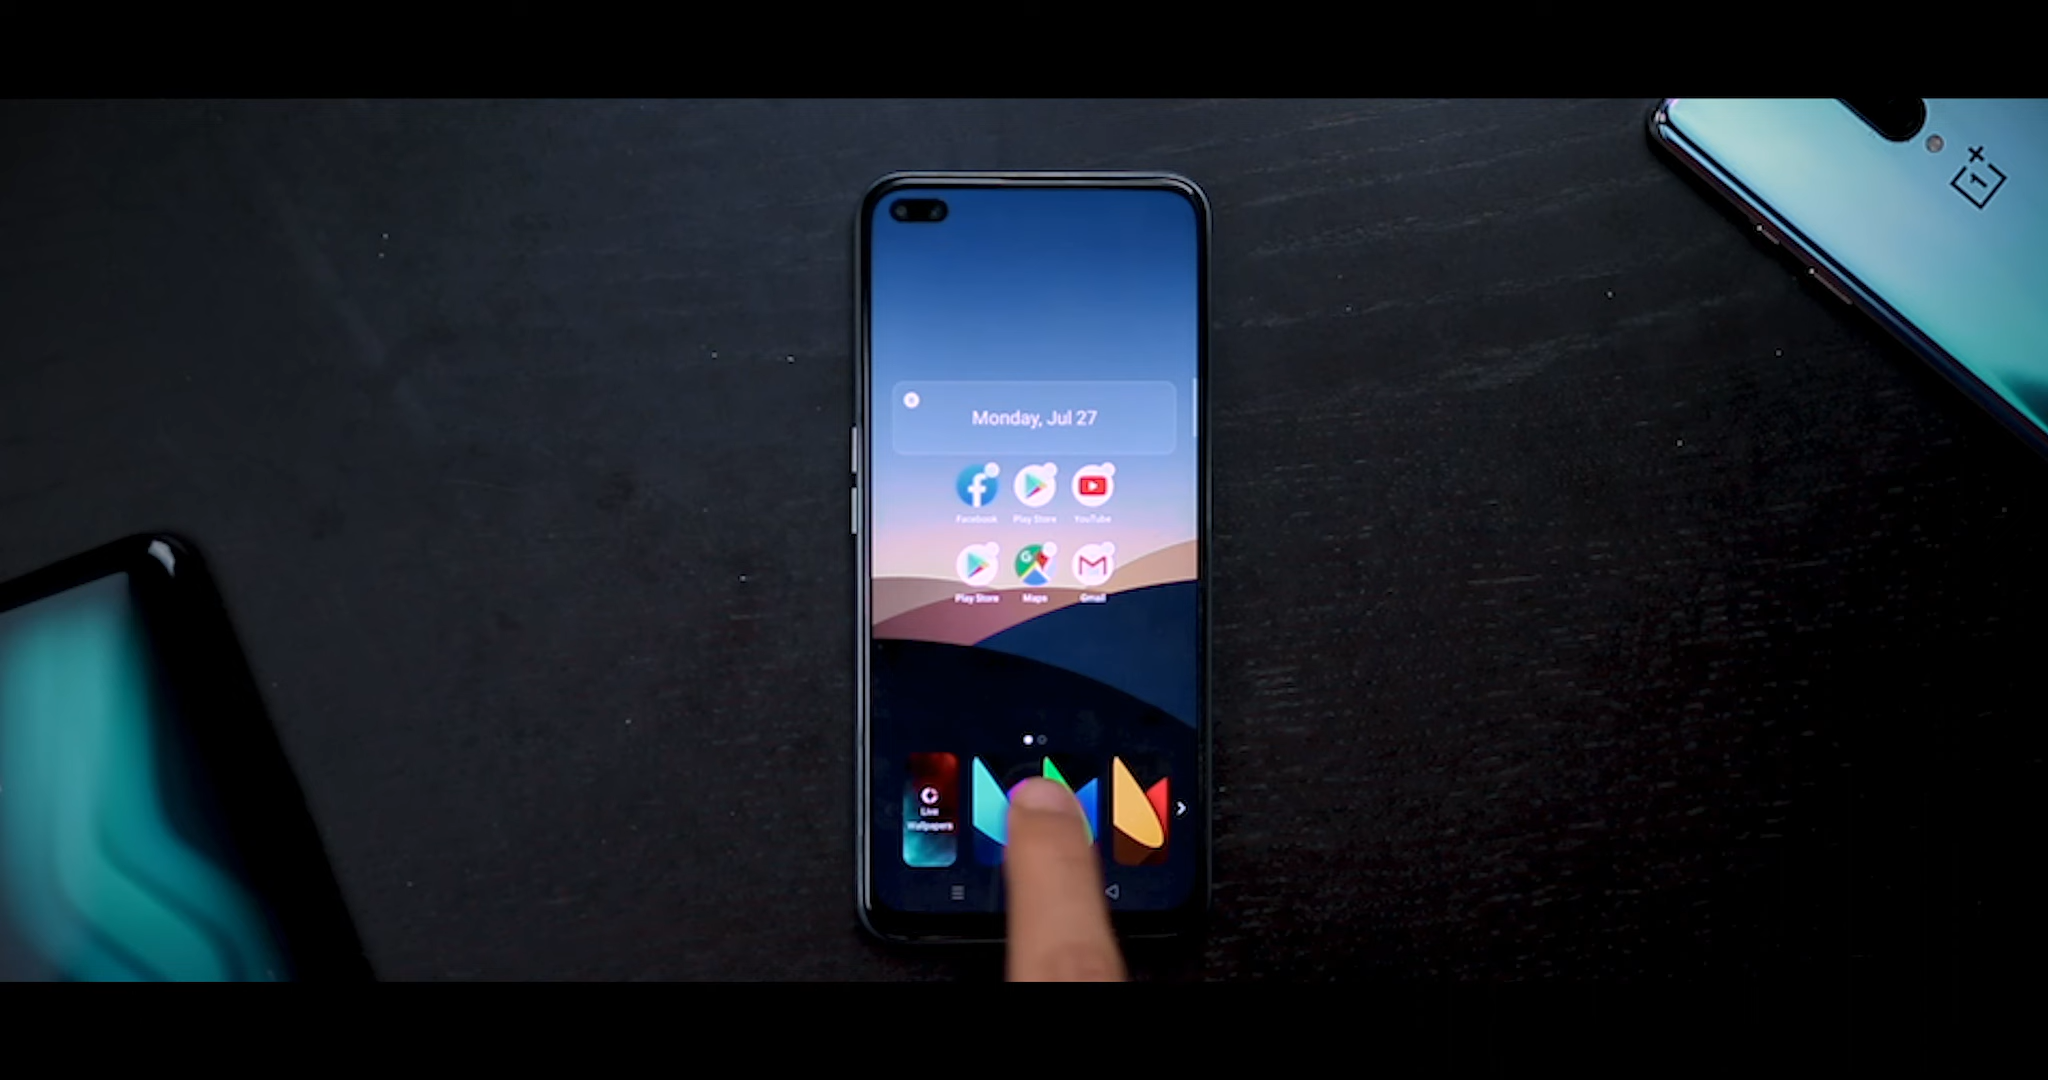 Monday, Jul 27
Facebook Play Store YouTube
Play Store Maps Gmail
Live
Wallpapers